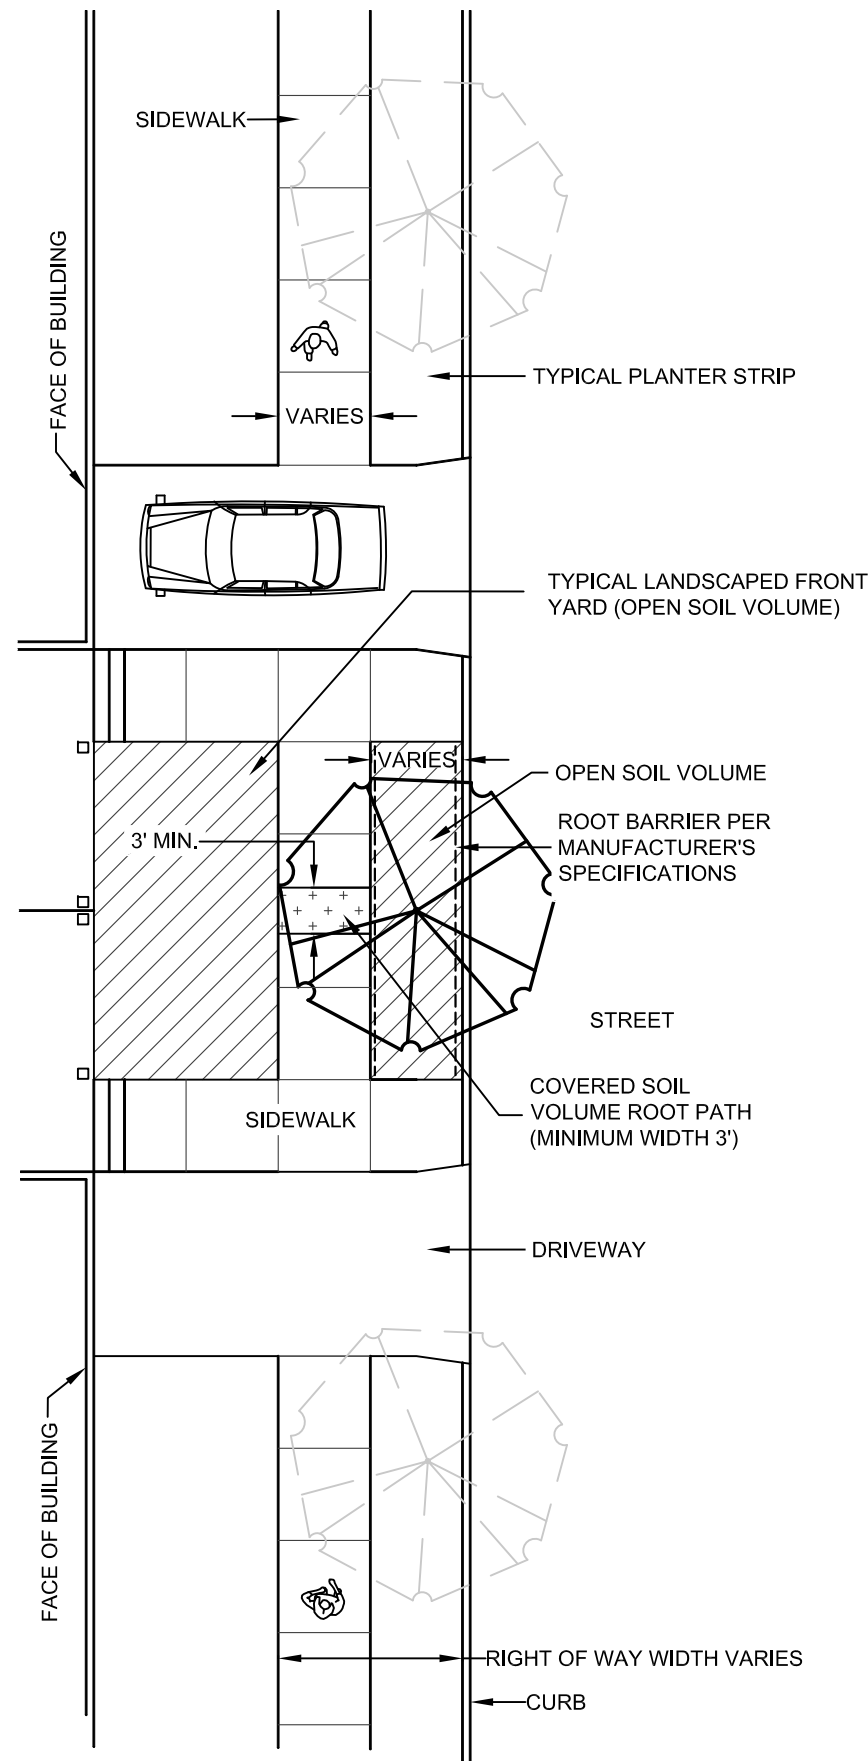 SIDEWALK
FACE OF BUILDING
TYPICAL PLANTER STRIP
VARIES
TYPICAL LANDSCAPED FRONT
YARD (OPEN SOIL VOLUME)
VARIES
OPEN SOIL VOLUME
ROOT BARRIER PER
MANUFACTURER'S
SPECIFICATIONS
3' MIN.
STREET
COVERED SOIL
VOLUME ROOT PATH
(MINIMUM WIDTH 3')
SIDEWALK
DRIVEWAY
FACE OF BUILDING
RIGHT OF WAY WIDTH VARIES
CURB